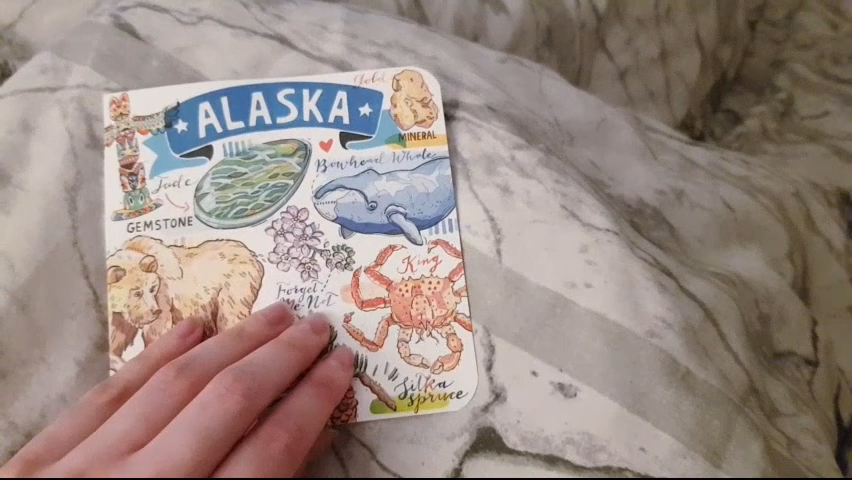 ALASKA
Gold
MINERAL
Jade
GEMSTONE
Bowhead Whale
Forget
Me-Not
King
Sitka
spruce